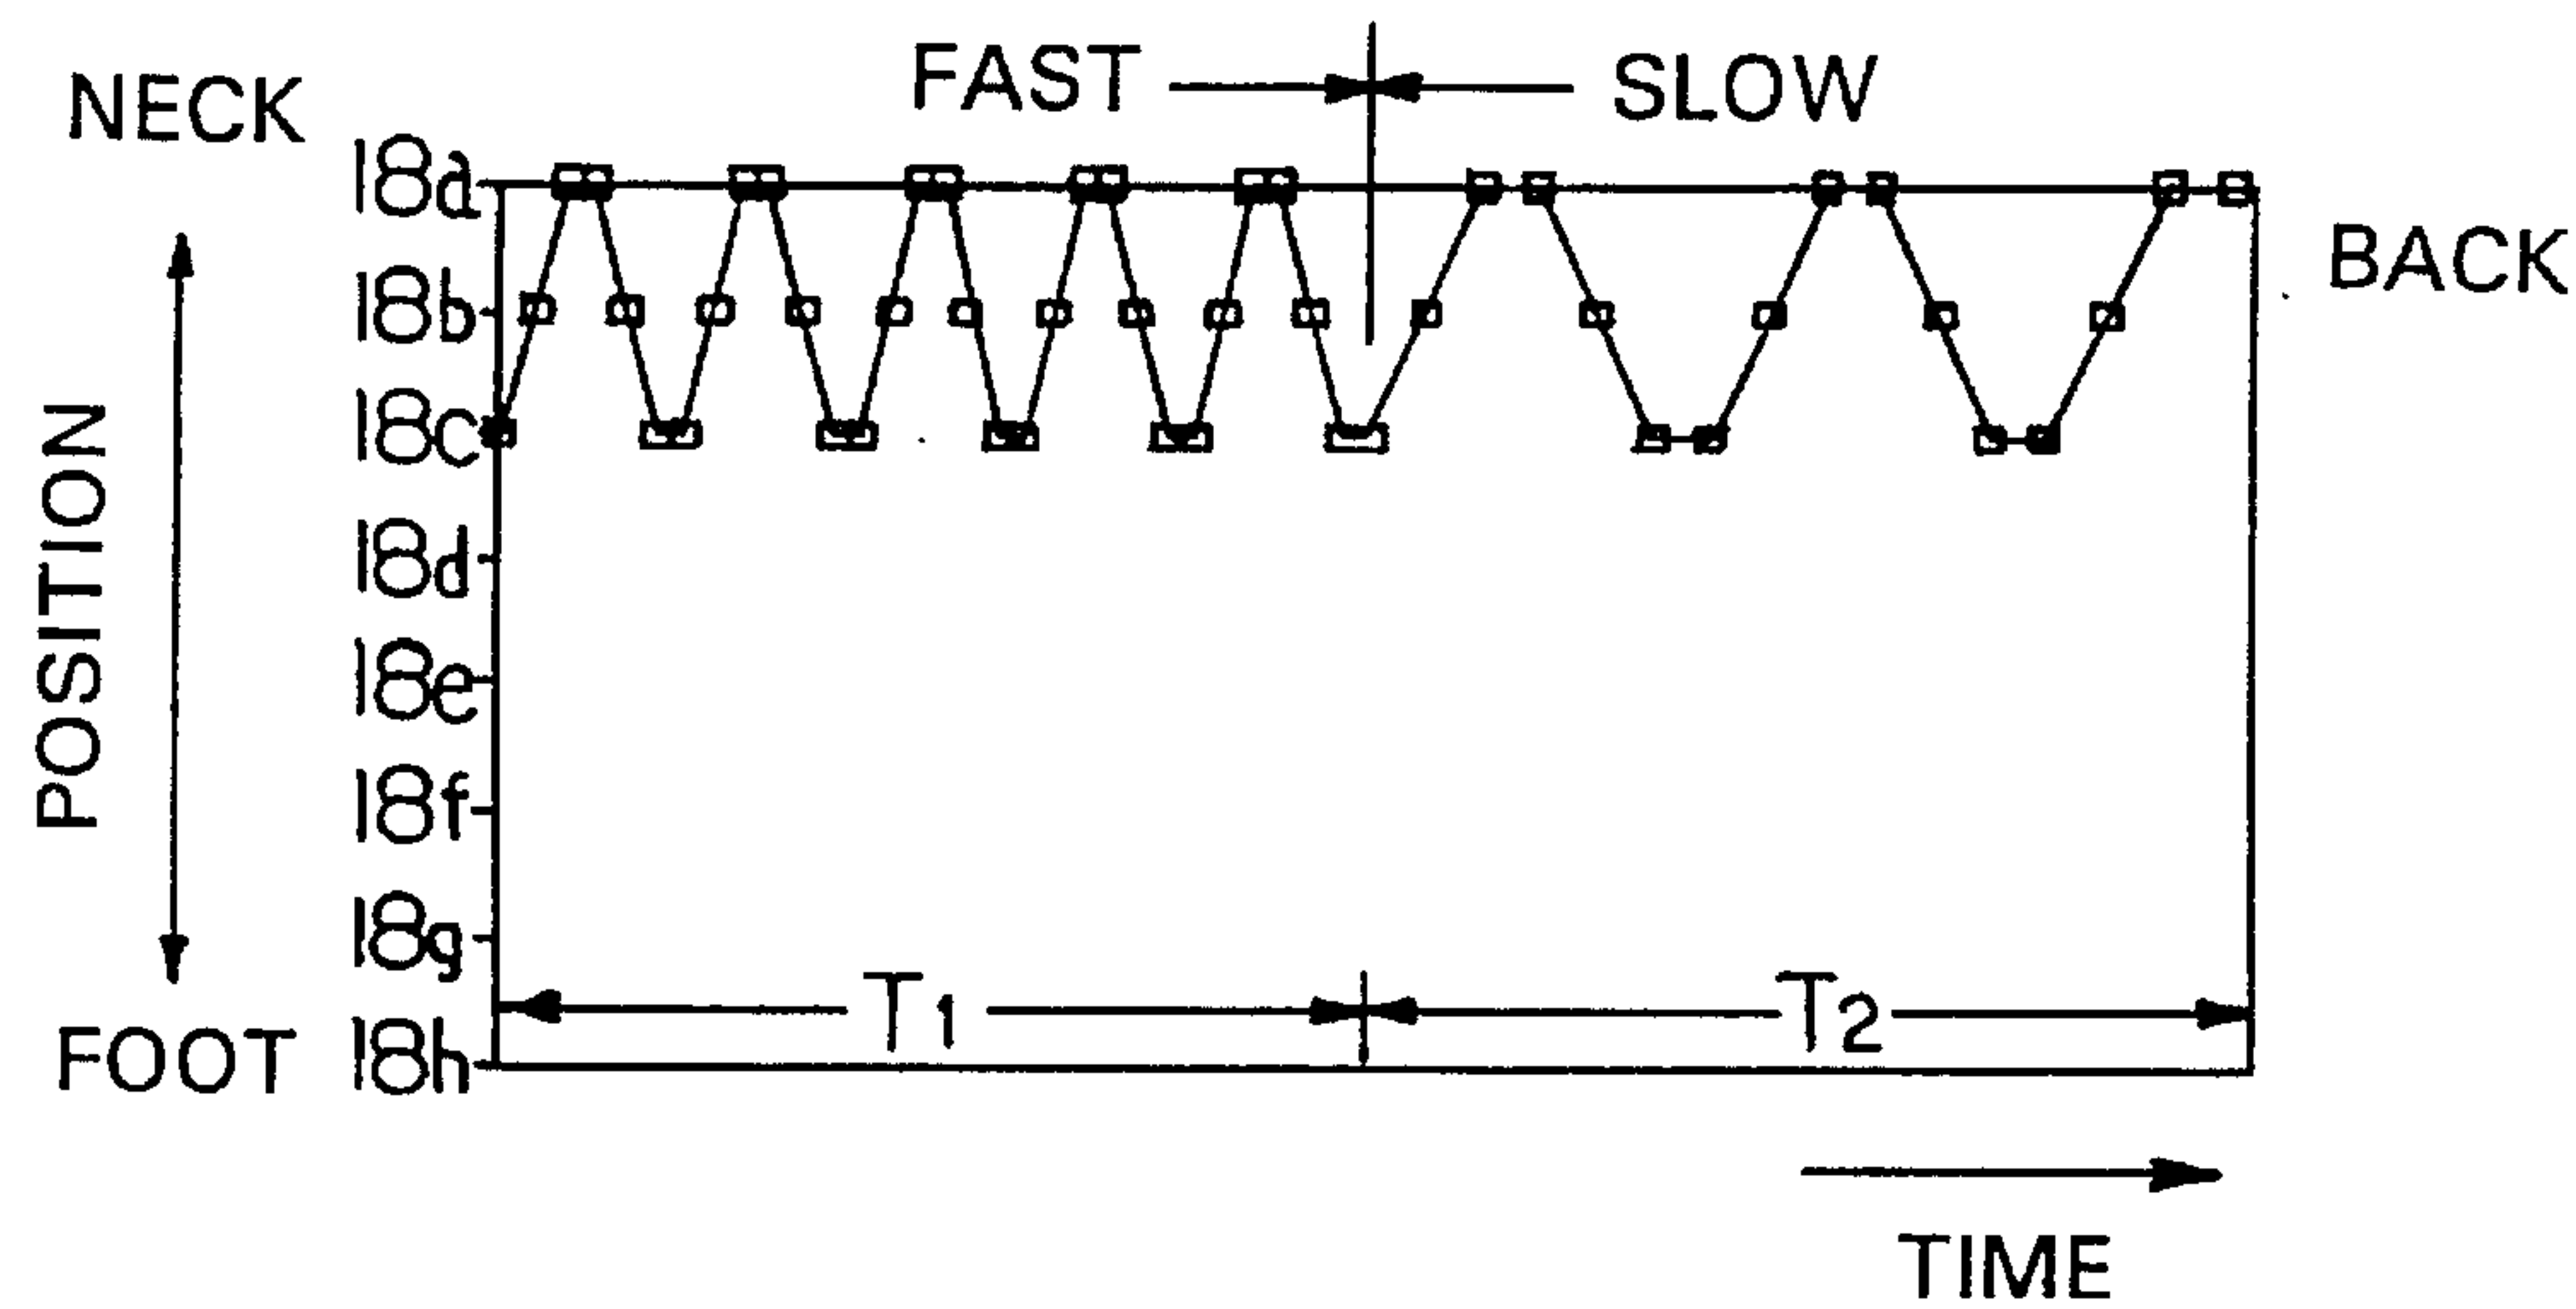 FAST
SLOW
NECK
18a
BACK
18b
18c
POSITION
18d
18e
18f
18g
T1
T2
FOOT
18h
TIME